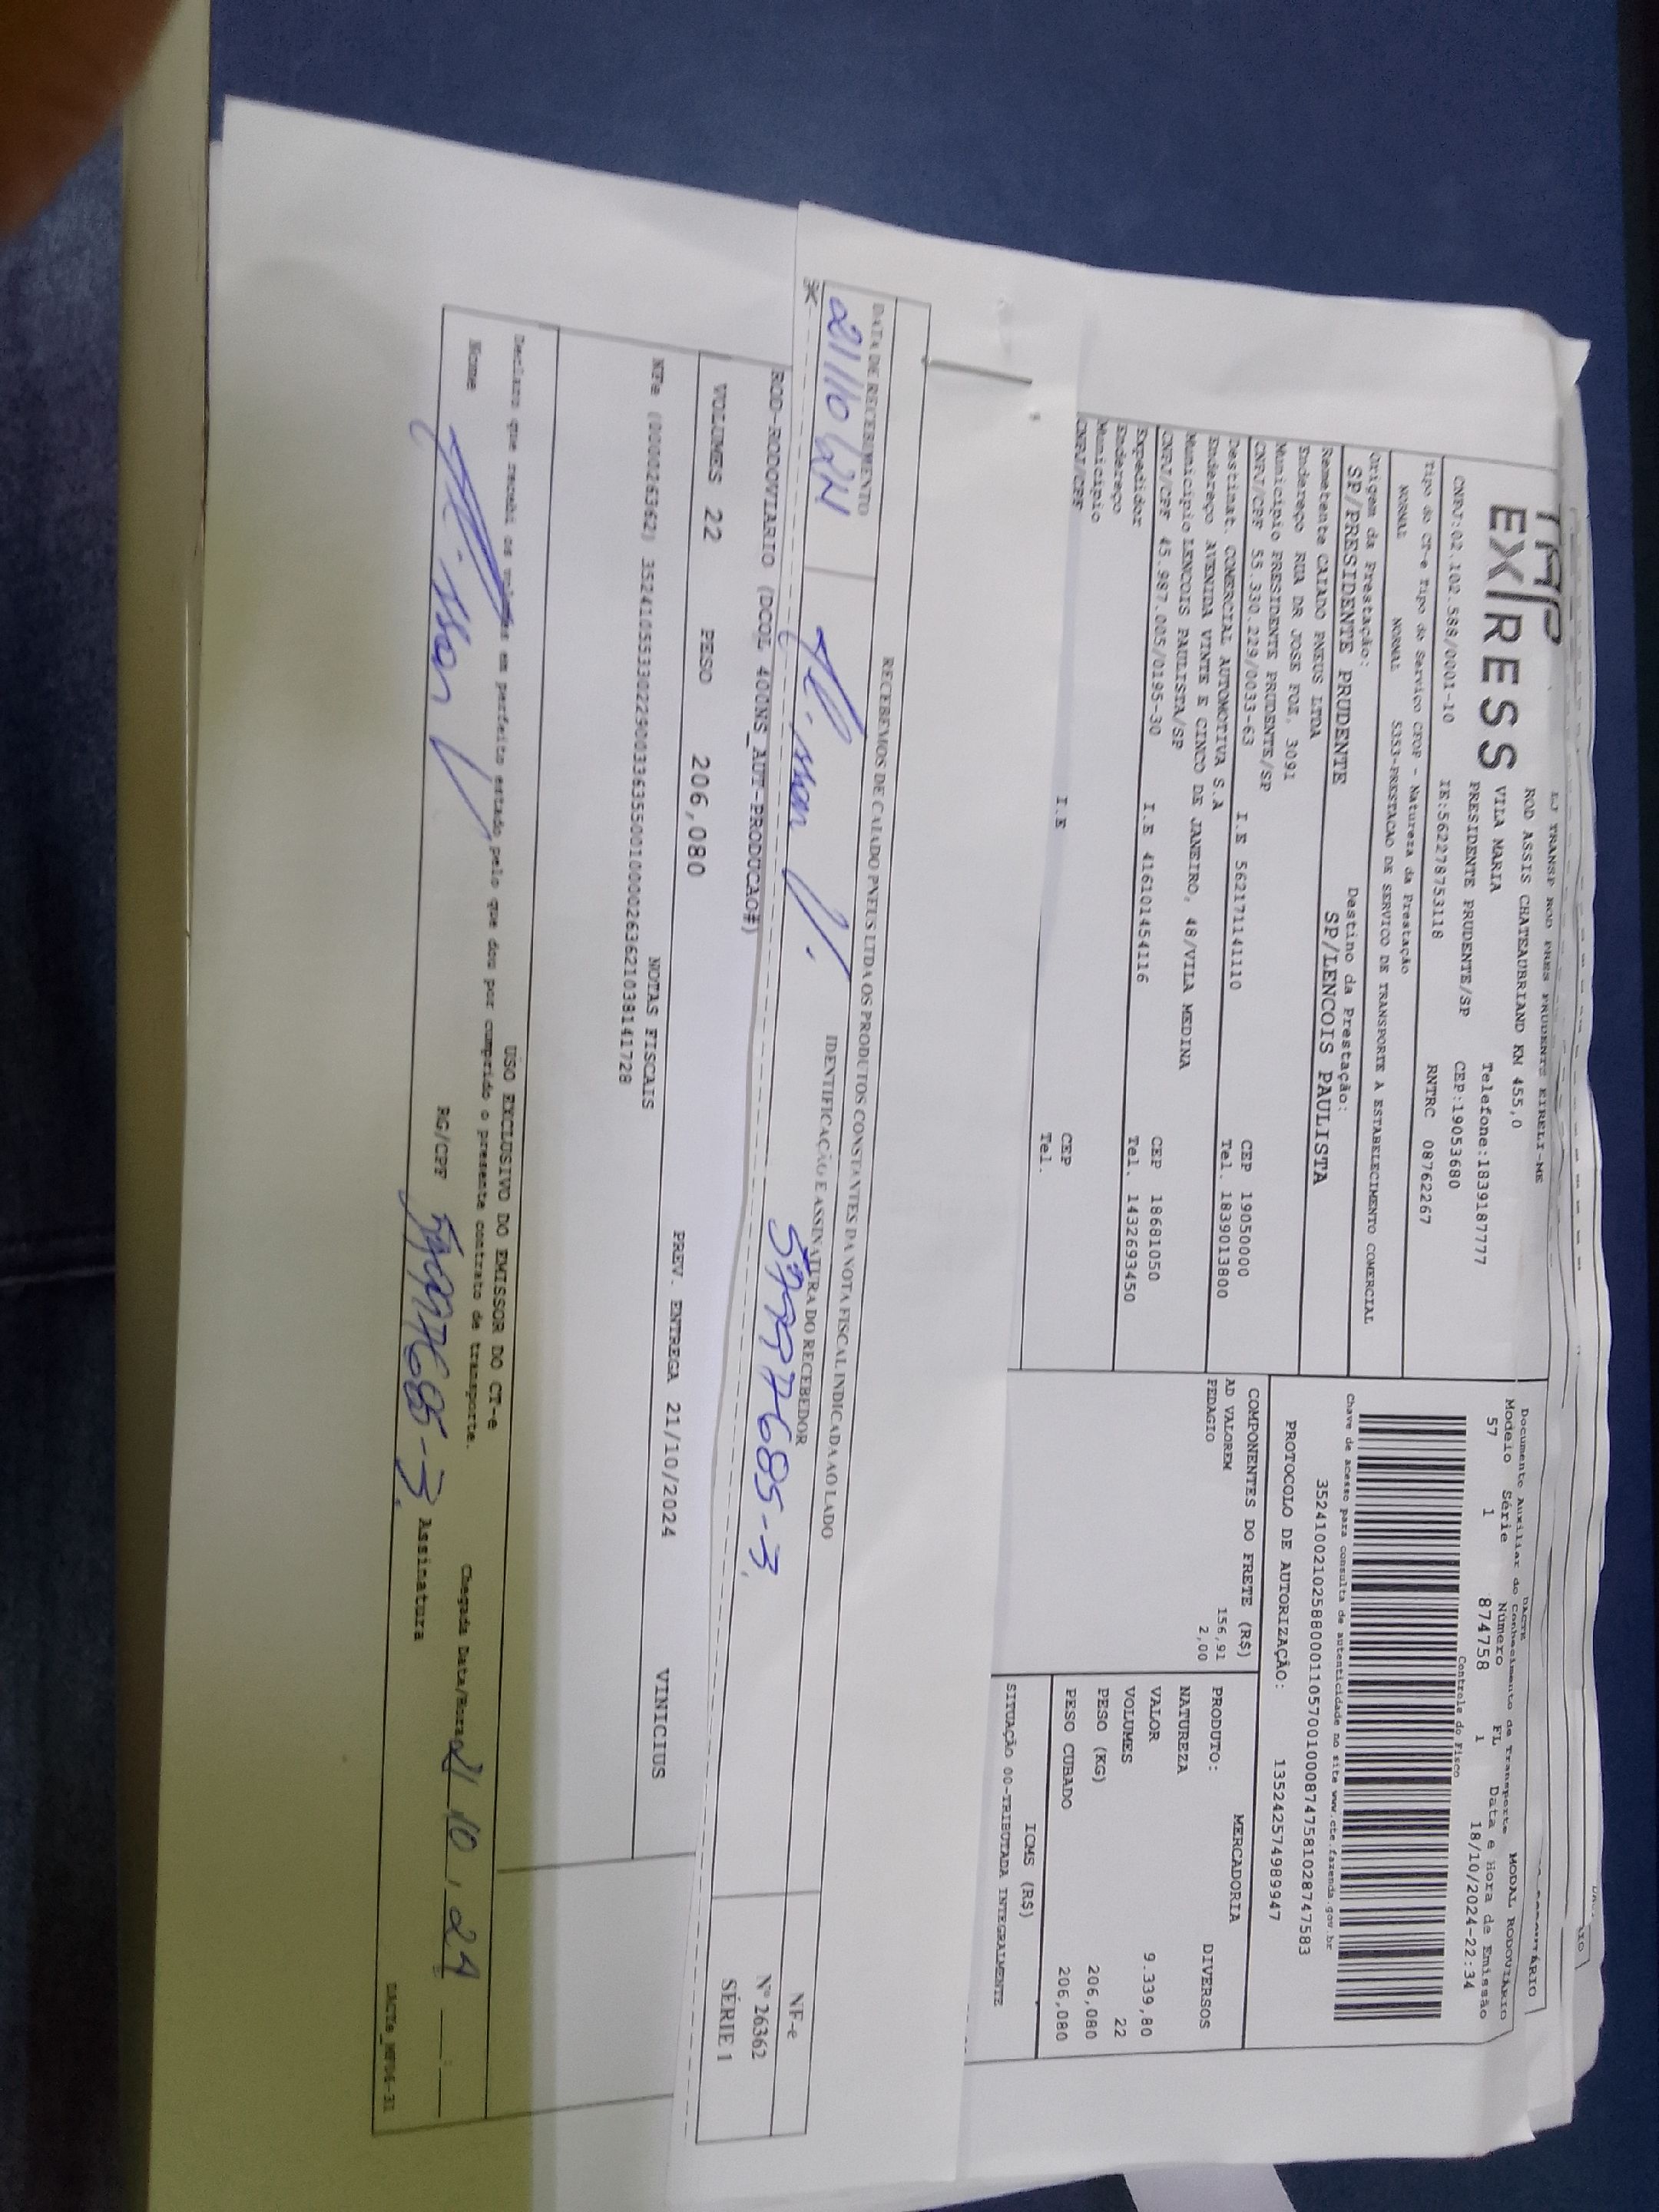 EXPRESS
LJ TRANSP ROD PRES PRUDENTE EIRELI-ME
ROD ASSIS CHATEAUBRIAND KM 455,0
VILA MARIA Telefone:1839187777
PRESIDENTE PRUDENTE/SP CEP:19053680
CNPJ:02.102.588/0001-10 IE:562278753118 RNTRC 08762267
Tipo do CT-e Tipo do Serviço CFOP - Natureza da Prestação
NORMAL NORMAL 5353-PRESTACAO DE SERVICO DE TRANSPORTE A ESTABELECIMENTO COMERCIAL
Origem da Prestação: Destino da Prestação:
SP/PRESIDENTE PRUDENTE SP/LENCOIS PAULISTA
Remetente CAIADO PNEUS LTDA
Endereço RUA DR JOSE FOZ, 3091
Município PRESIDENTE PRUDENTE/SP CEP 19050000
CNPJ/CPF 55.330.229/0033-63 I.E 562171141110 Tel. 1839013800
Destinat. COMERCIAL AUTOMOTIVA S.A
Endereço AVENIDA VINTE E CINCO DE JANEIRO, 48/VILA MEDINA
Município LENCOIS PAULISTA/SP CEP 18681050
CNPJ/CPF 45.987.005/0195-30 I.E 416101454116 Tel. 1432693450
Expedidor
Endereço
Município CEP
CNPJ/CPF I.E Tel.
DACTE
Documento Auxiliar do Conhecimento de Transporte MODAL RODOVIÁRIO
Modelo Série Número FL Data e Hora de Emissão
57 1 874758 1 18/10/2024-22:34
Controle do Fisco
Chave de acesso para consulta de autenticidade no site www.cte.fazenda.gov.br
35241002102588000110570010008747581028747583
PROTOCOLO DE AUTORIZAÇÃO: 135242574989947
COMPONENTES DO FRETE (R$)
AD VALOREM 156,91
PEDAGIO 2,00
MERCADORIA
PRODUTO: DIVERSOS
NATUREZA
VALOR 9.339,80
VOLUMES 22
PESO (KG) 206,080
PESO CUBADO 206,080
ICMS (R$)
SITUAÇÃO 00-TRIBUTADA INTEGRALMENTE
RECEBEMOS DE CAIADO PNEUS LTDA OS PRODUTOS CONSTANTES DA NOTA FISCAL INDICADA AO LADO
DATA DE RECEBIMENTO IDENTIFICAÇÃO E ASSINATURA DO RECEBEDOR
21/10/24
NF-e
Nº 26362
SÉRIE 1
ROD-RODOVIARIO (DCOL 400NS_AUT-PRODUCAO#)
VOLUMES 22 PESO 206,080 PREV. ENTREGA 21/10/2024 VINICIUS
NOTAS FISCAIS
NFe (000026362) 35241055330229003363550010000263621038141728
USO EXCLUSIVO DO EMISSOR DO CT-e
Declaro que recebi os volumes em perfeito estado pelo que dou por cumprido o presente contrato de transporte.
Nome RG/CPF Assinatura Chegada Data/Hora 21 10 24
DACTe_MP04-31